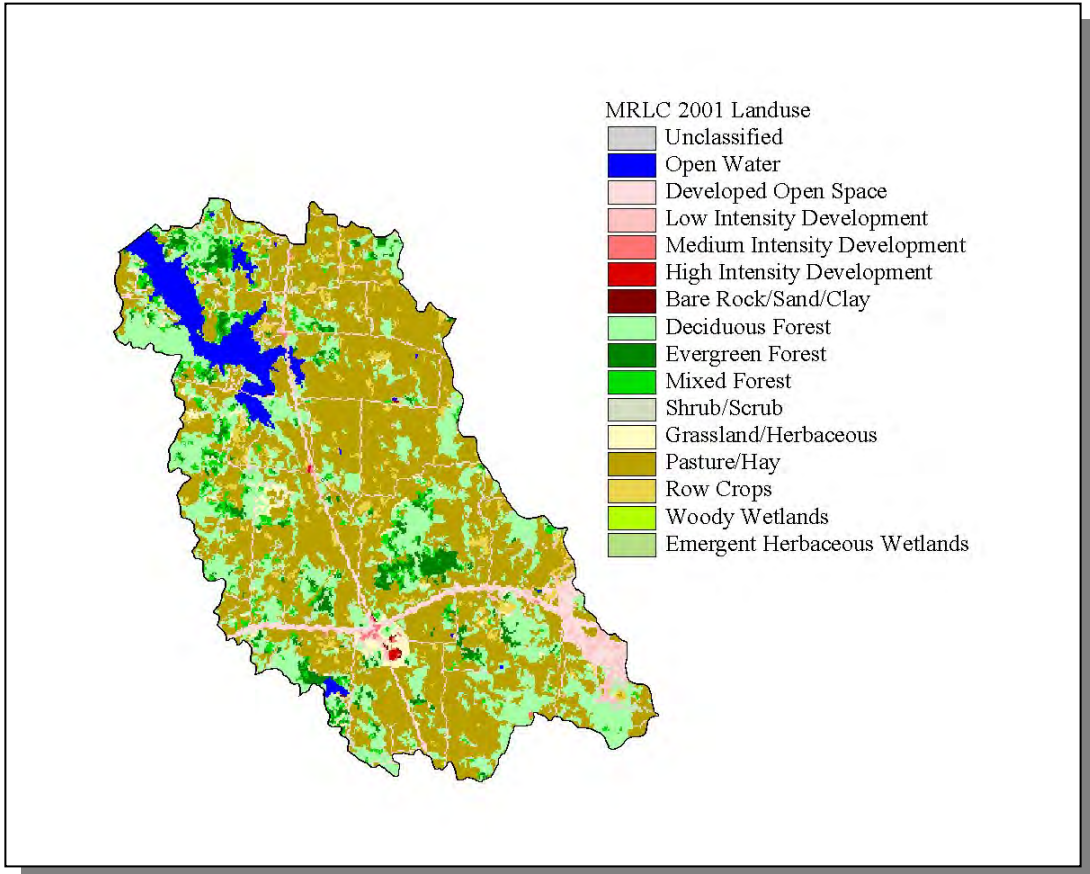 MRLC 2001 Landuse
Unclassified
Open Water
Developed Open Space
Low Intensity Development
Medium Intensity Development
High Intensity Development
Bare Rock/Sand/Clay
Deciduous Forest
Evergreen Forest
Mixed Forest
Shrub/Scrub
Grassland/Herbaceous
Pasture/Hay
Row Crops
Woody Wetlands
Emergent Herbaceous Wetlands